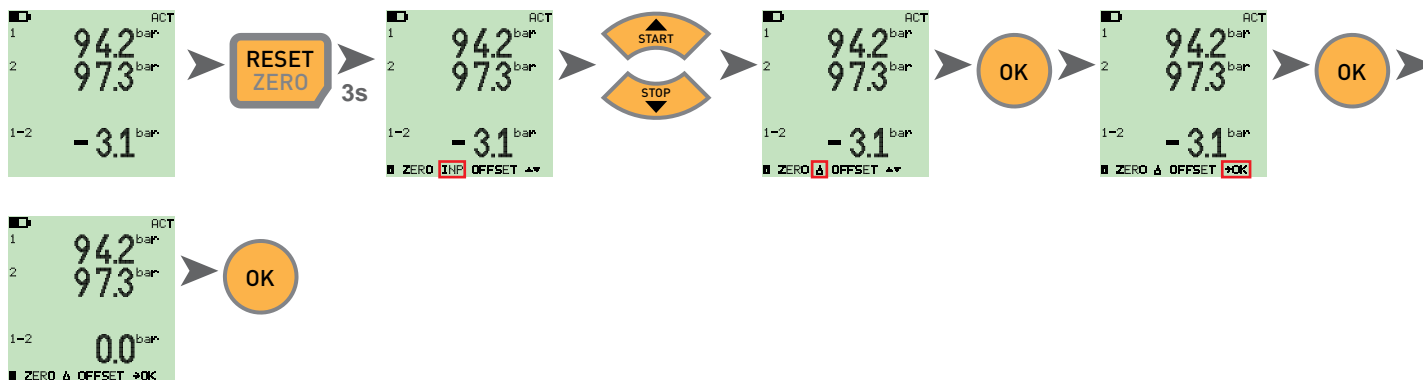 ACT
1 94.2 bar
2 97.3 bar
1-2 - 3.1 bar
RESET
ZERO
3s
ACT
1 94.2 bar
2 97.3 bar
1-2 - 3.1 bar
ZERO INP OFFSET ▲▼
START
STOP
ACT
1 94.2 bar
2 97.3 bar
1-2 - 3.1 bar
ZERO Δ OFFSET ▲▼
OK
ACT
1 94.2 bar
2 97.3 bar
1-2 - 3.1 bar
ZERO Δ OFFSET →OK
OK
ACT
1 94.2 bar
2 97.3 bar
1-2 0.0 bar
ZERO Δ OFFSET →OK
OK